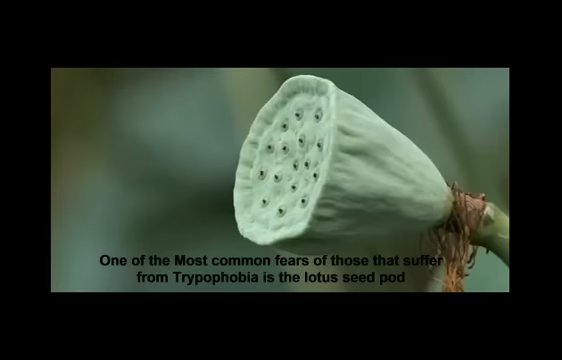 One of the Most common fears of those that suffer
from Trypophobia is the lotus seed pod